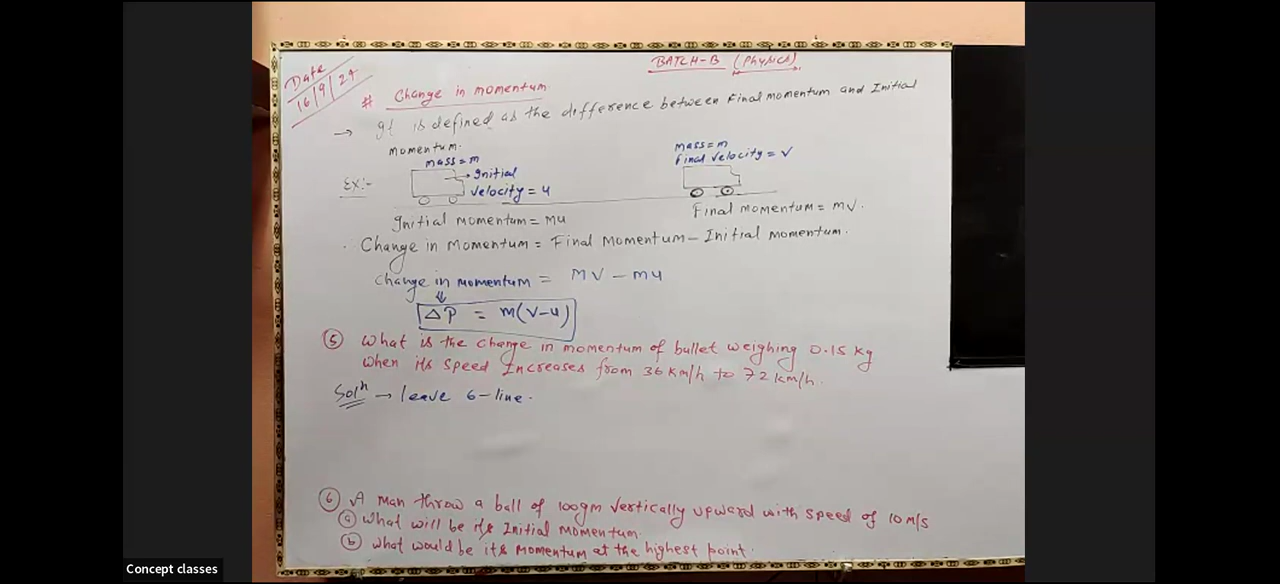 BATCH-B (Physics)
Date
16/9/24
# Change in momentum
→ It is defined as the difference between Final momentum and Initial
momentum.
Ex:-
mass = m
Initial
velocity = u
mass = m
Final velocity = v
Initial momentum = mu
Final momentum = mv.
Change in Momentum = Final Momentum - Initial momentum.
Change in momentum = mv - mu
⇓
ΔP = m(v-u)
(5) What is the change in momentum of bullet weighing 0.15 kg
when its speed Increases from 36 km/h to 72 km/h.
Solⁿ → leave 6-line.
(6) A man throw a ball of 100gm vertically upward with speed of 10 m/s
(a) What will be its Initial momentum.
(b) what would be its momentum at the highest point.
Concept classes